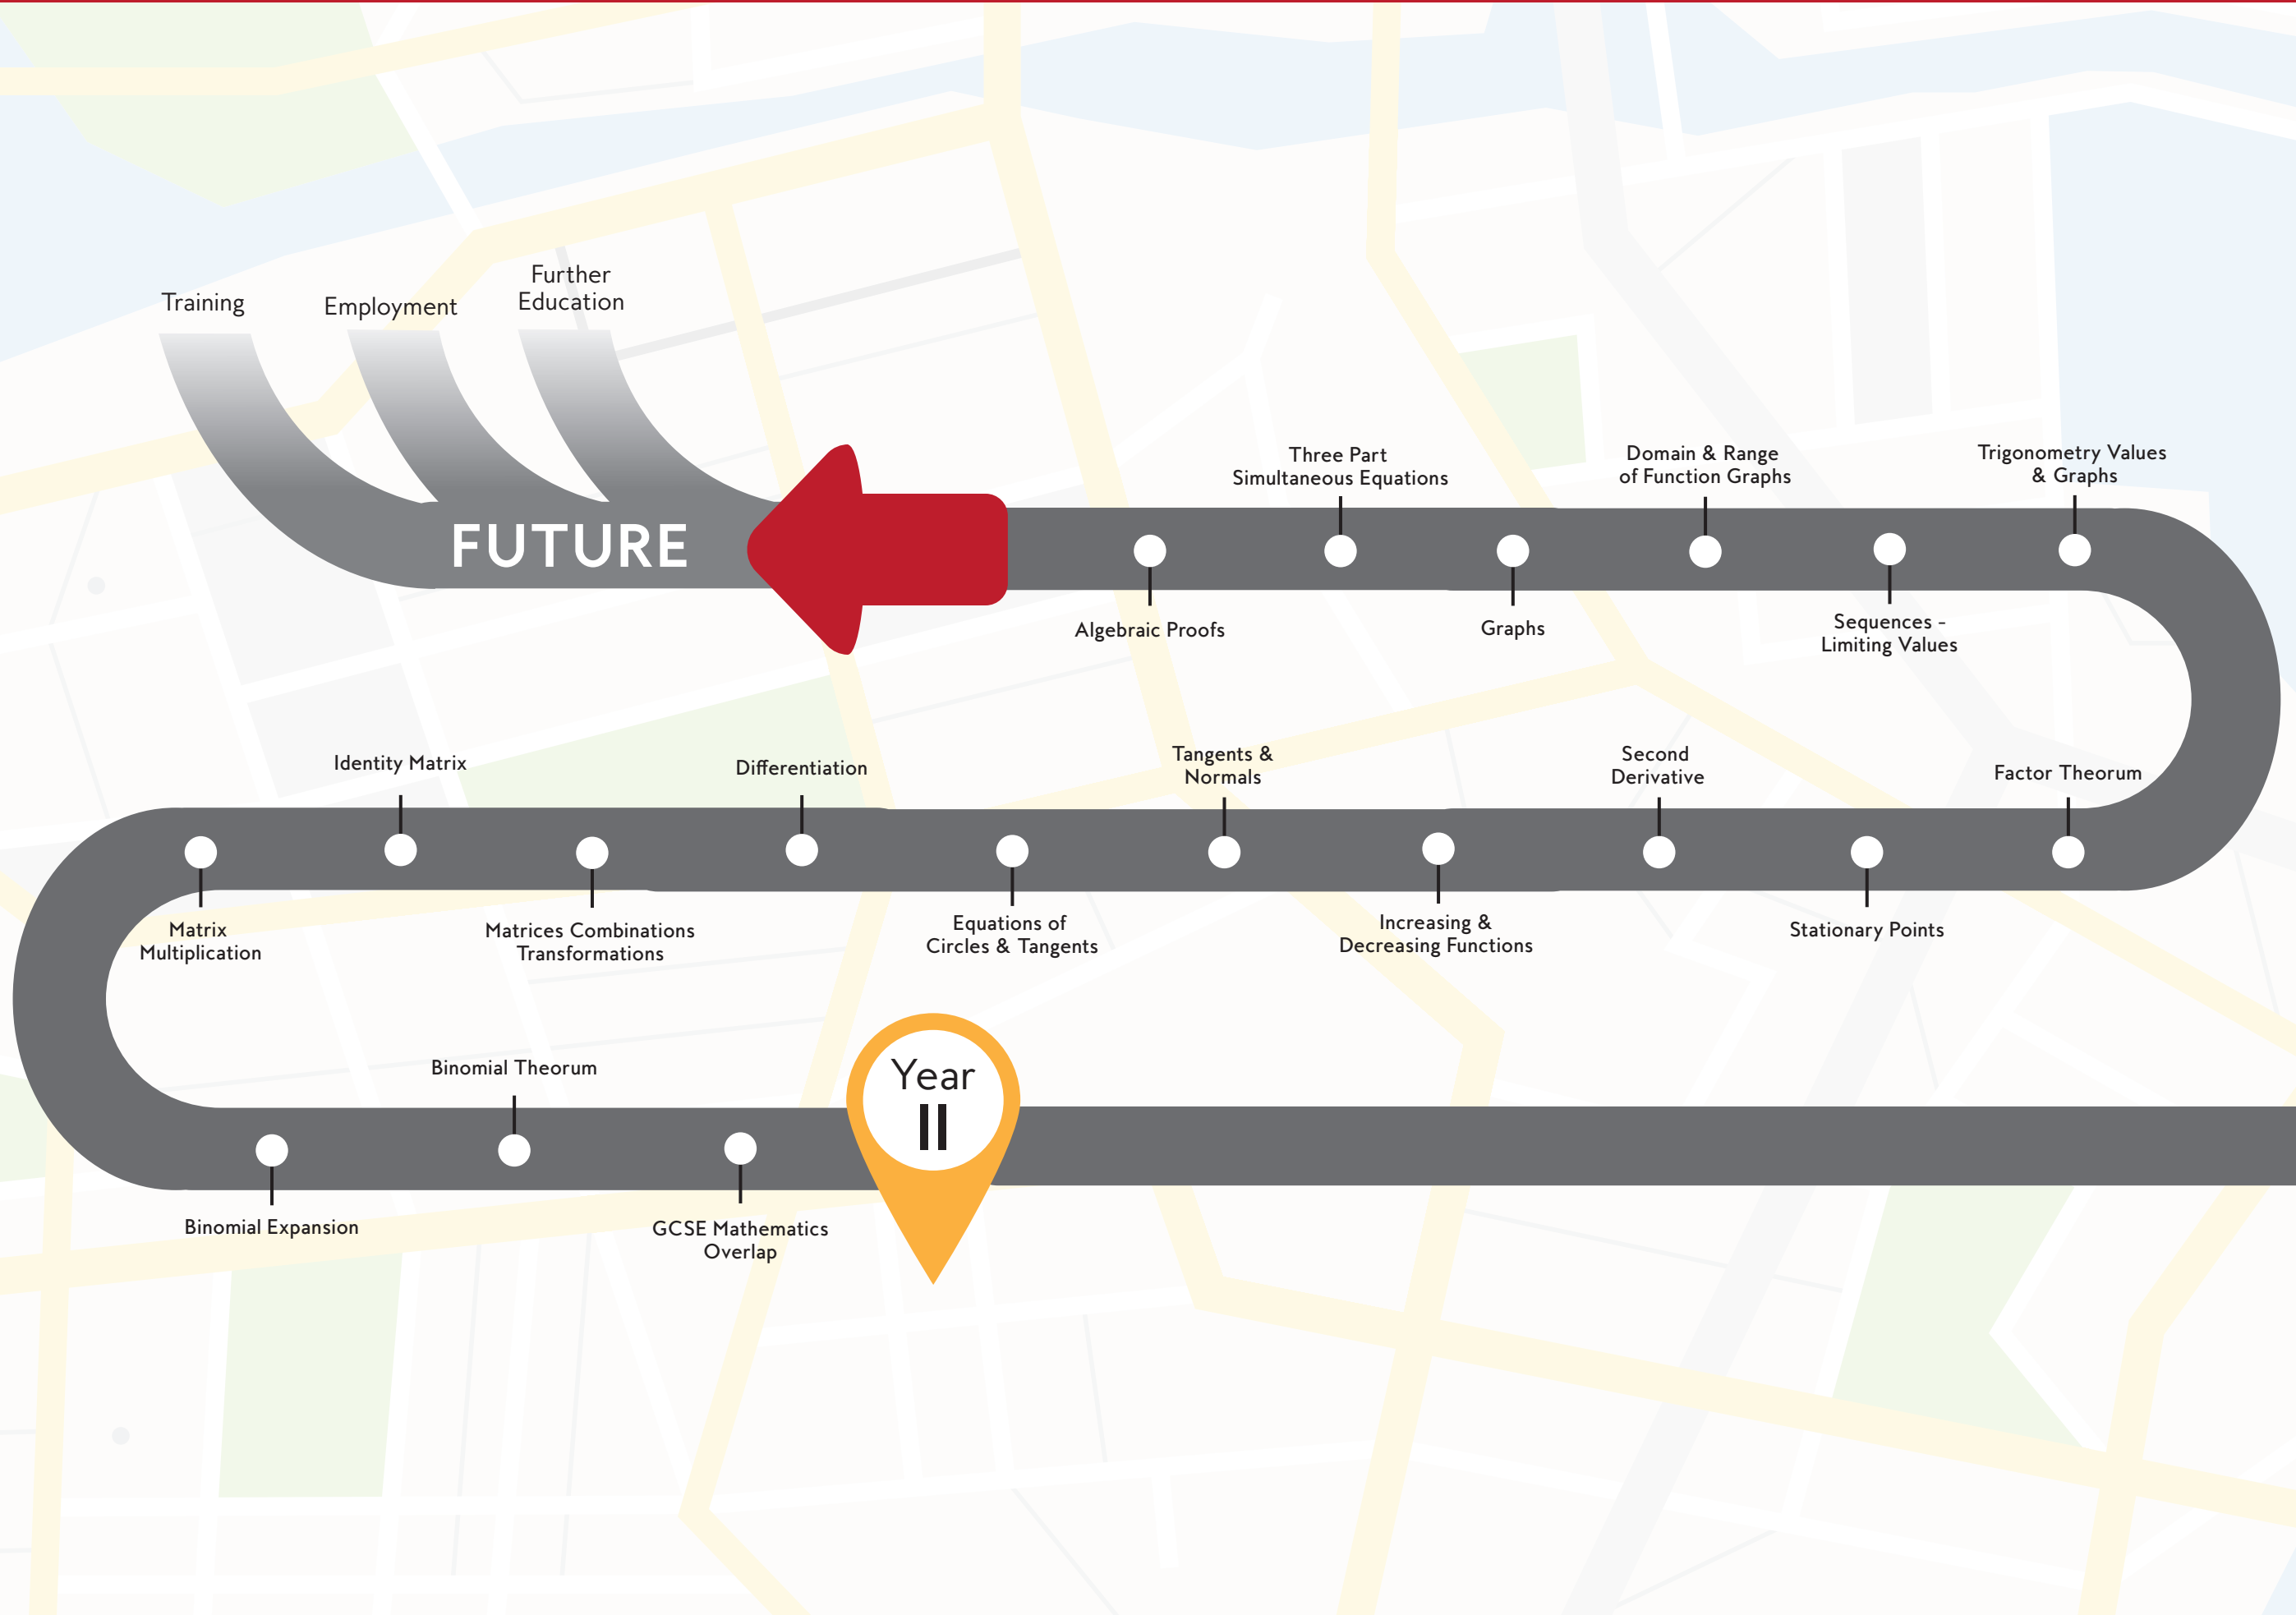 Training
Employment
Further
Education
FUTURE
Three Part
Simultaneous Equations
Domain & Range
of Function Graphs
Trigonometry Values
& Graphs
Algebraic Proofs
Graphs
Sequences -
Limiting Values
Identity Matrix
Differentiation
Tangents &
Normals
Second
Derivative
Factor Theorum
Matrix
Multiplication
Matrices Combinations
Transformations
Equations of
Circles & Tangents
Increasing &
Decreasing Functions
Stationary Points
Binomial Theorum
Year
11
Binomial Expansion
GCSE Mathematics
Overlap